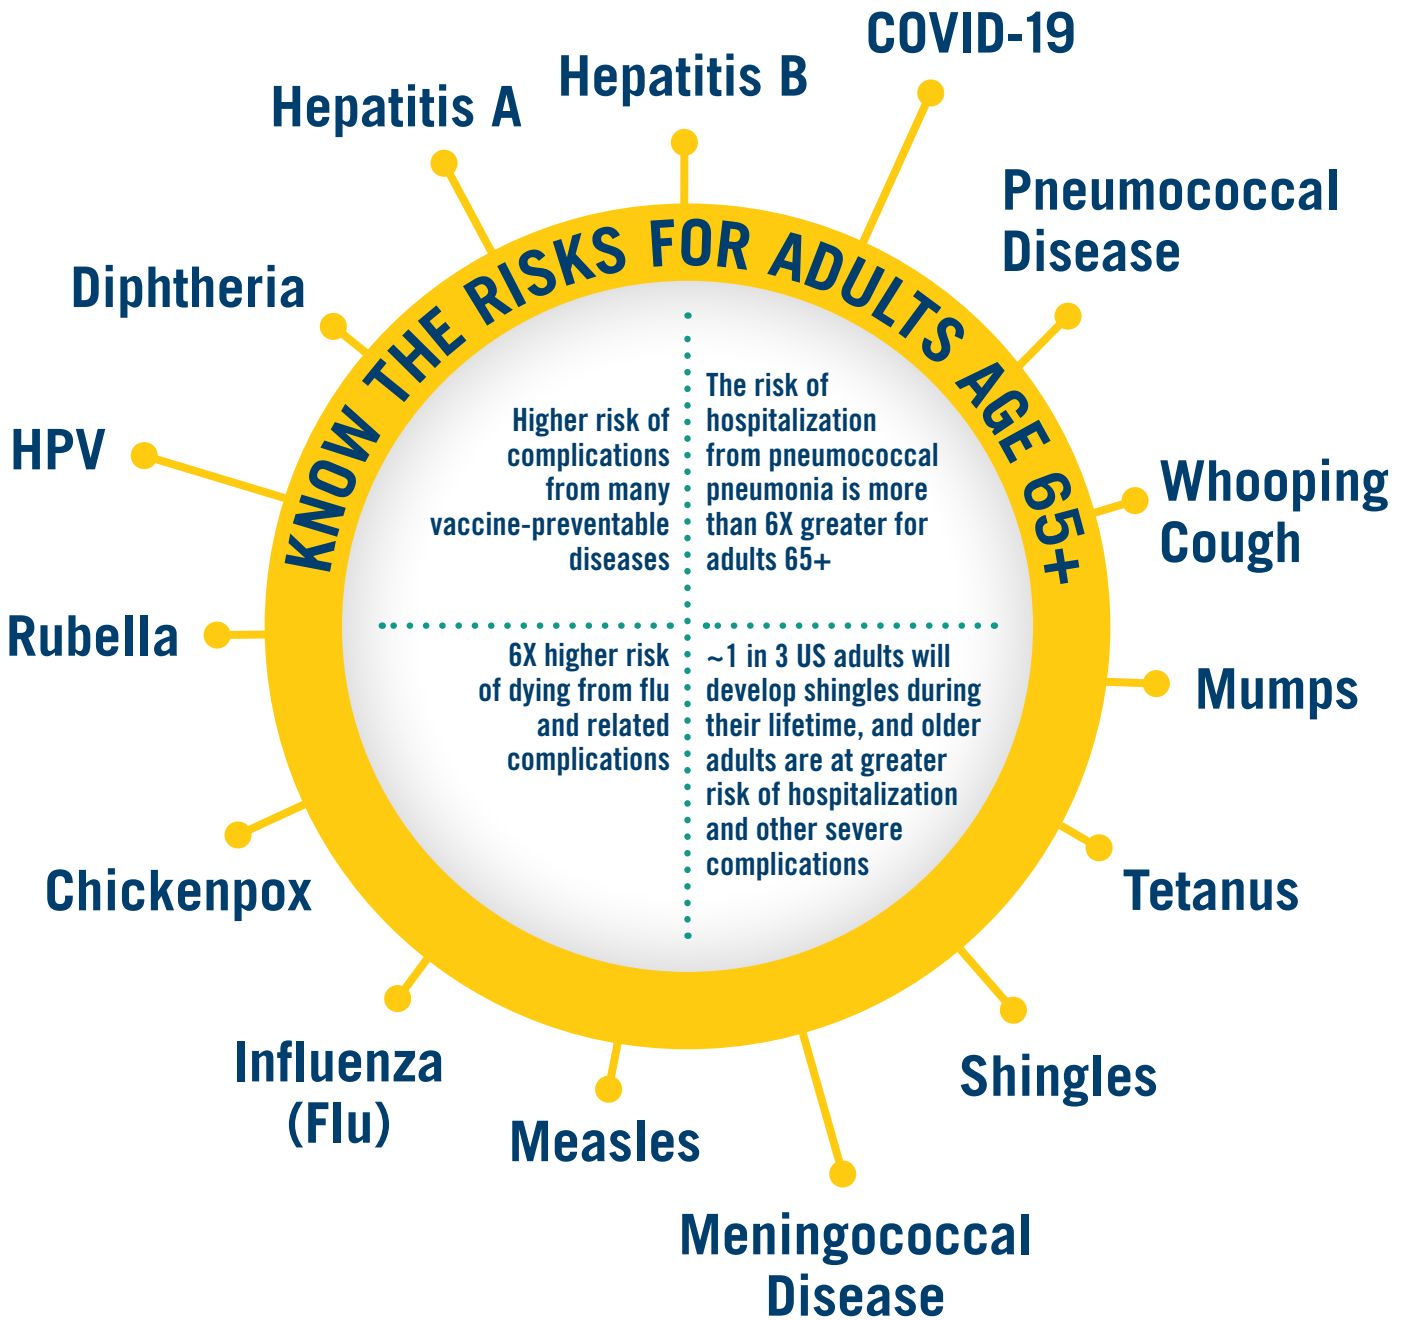 COVID-19
Hepatitis B
Hepatitis A
Pneumococcal
Disease
Diphtheria
HPV
Whooping
Cough
Rubella
Mumps
Chickenpox
Tetanus
Influenza
(Flu)
Shingles
Measles
Meningococcal
Disease
KNOW THE RISKS FOR ADULTS AGE 65+
Higher risk of
complications
from many
vaccine-preventable
diseases
The risk of
hospitalization
from pneumococcal
pneumonia is more
than 6X greater for
adults 65+
6X higher risk
of dying from flu
and related
complications
~1 in 3 US adults will
develop shingles during
their lifetime, and older
adults are at greater
risk of hospitalization
and other severe
complications